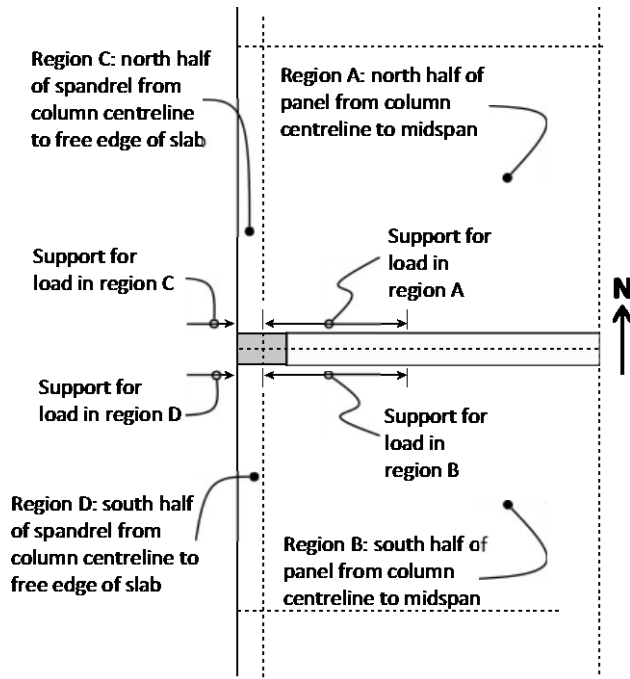 Region C: north half
of spandrel from
column centreline
to free edge of slab
Region A: north half of
panel from column
centreline to midspan
Support for
load in region C
Support for
load in
region A
N
Support for
load in region D
Support for
load in
region B
Region D: south half
of spandrel from
column centreline to
free edge of slab
Region B: south half of
panel from column
centreline to midspan